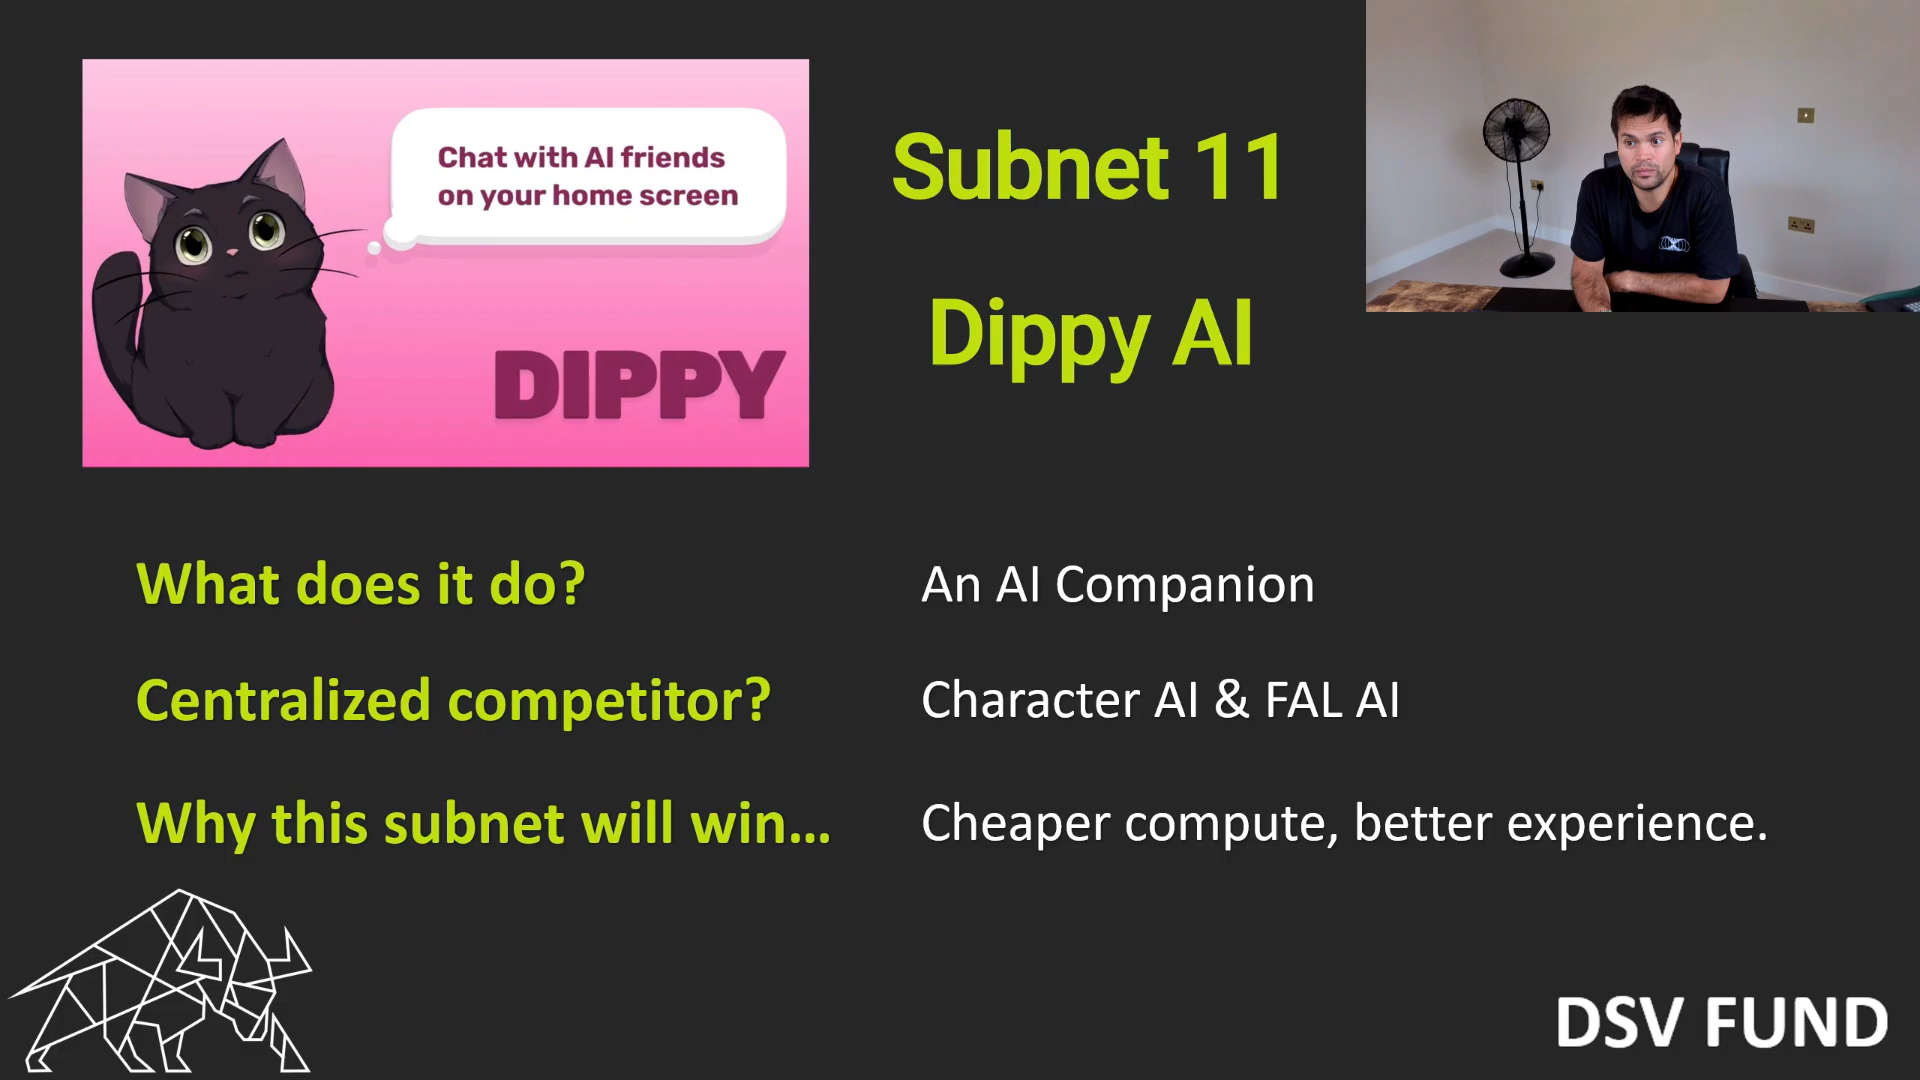 Chat with AI friends
on your home screen
DIPPY
Subnet 11
Dippy AI
What does it do?
An AI Companion
Centralized competitor?
Character AI & FAL AI
Why this subnet will win...
Cheaper compute, better experience.
DSV FUND